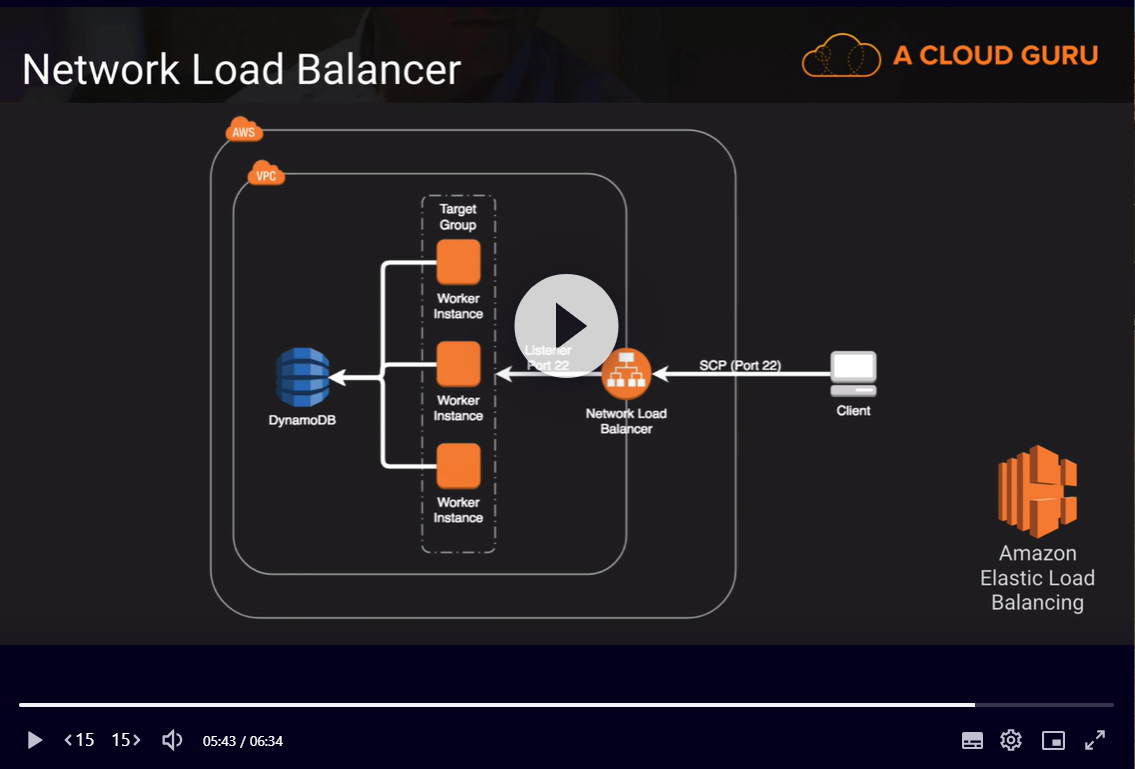 Network Load Balancer
A CLOUD GURU
AWS
VPC
Target
Group
Worker
Instance
Listener
Port 22
SCP (Port 22)
Worker
Instance
DynamoDB
Network Load
Balancer
Client
Worker
Instance
Amazon
Elastic Load
Balancing
15
15
05:43 / 06:34